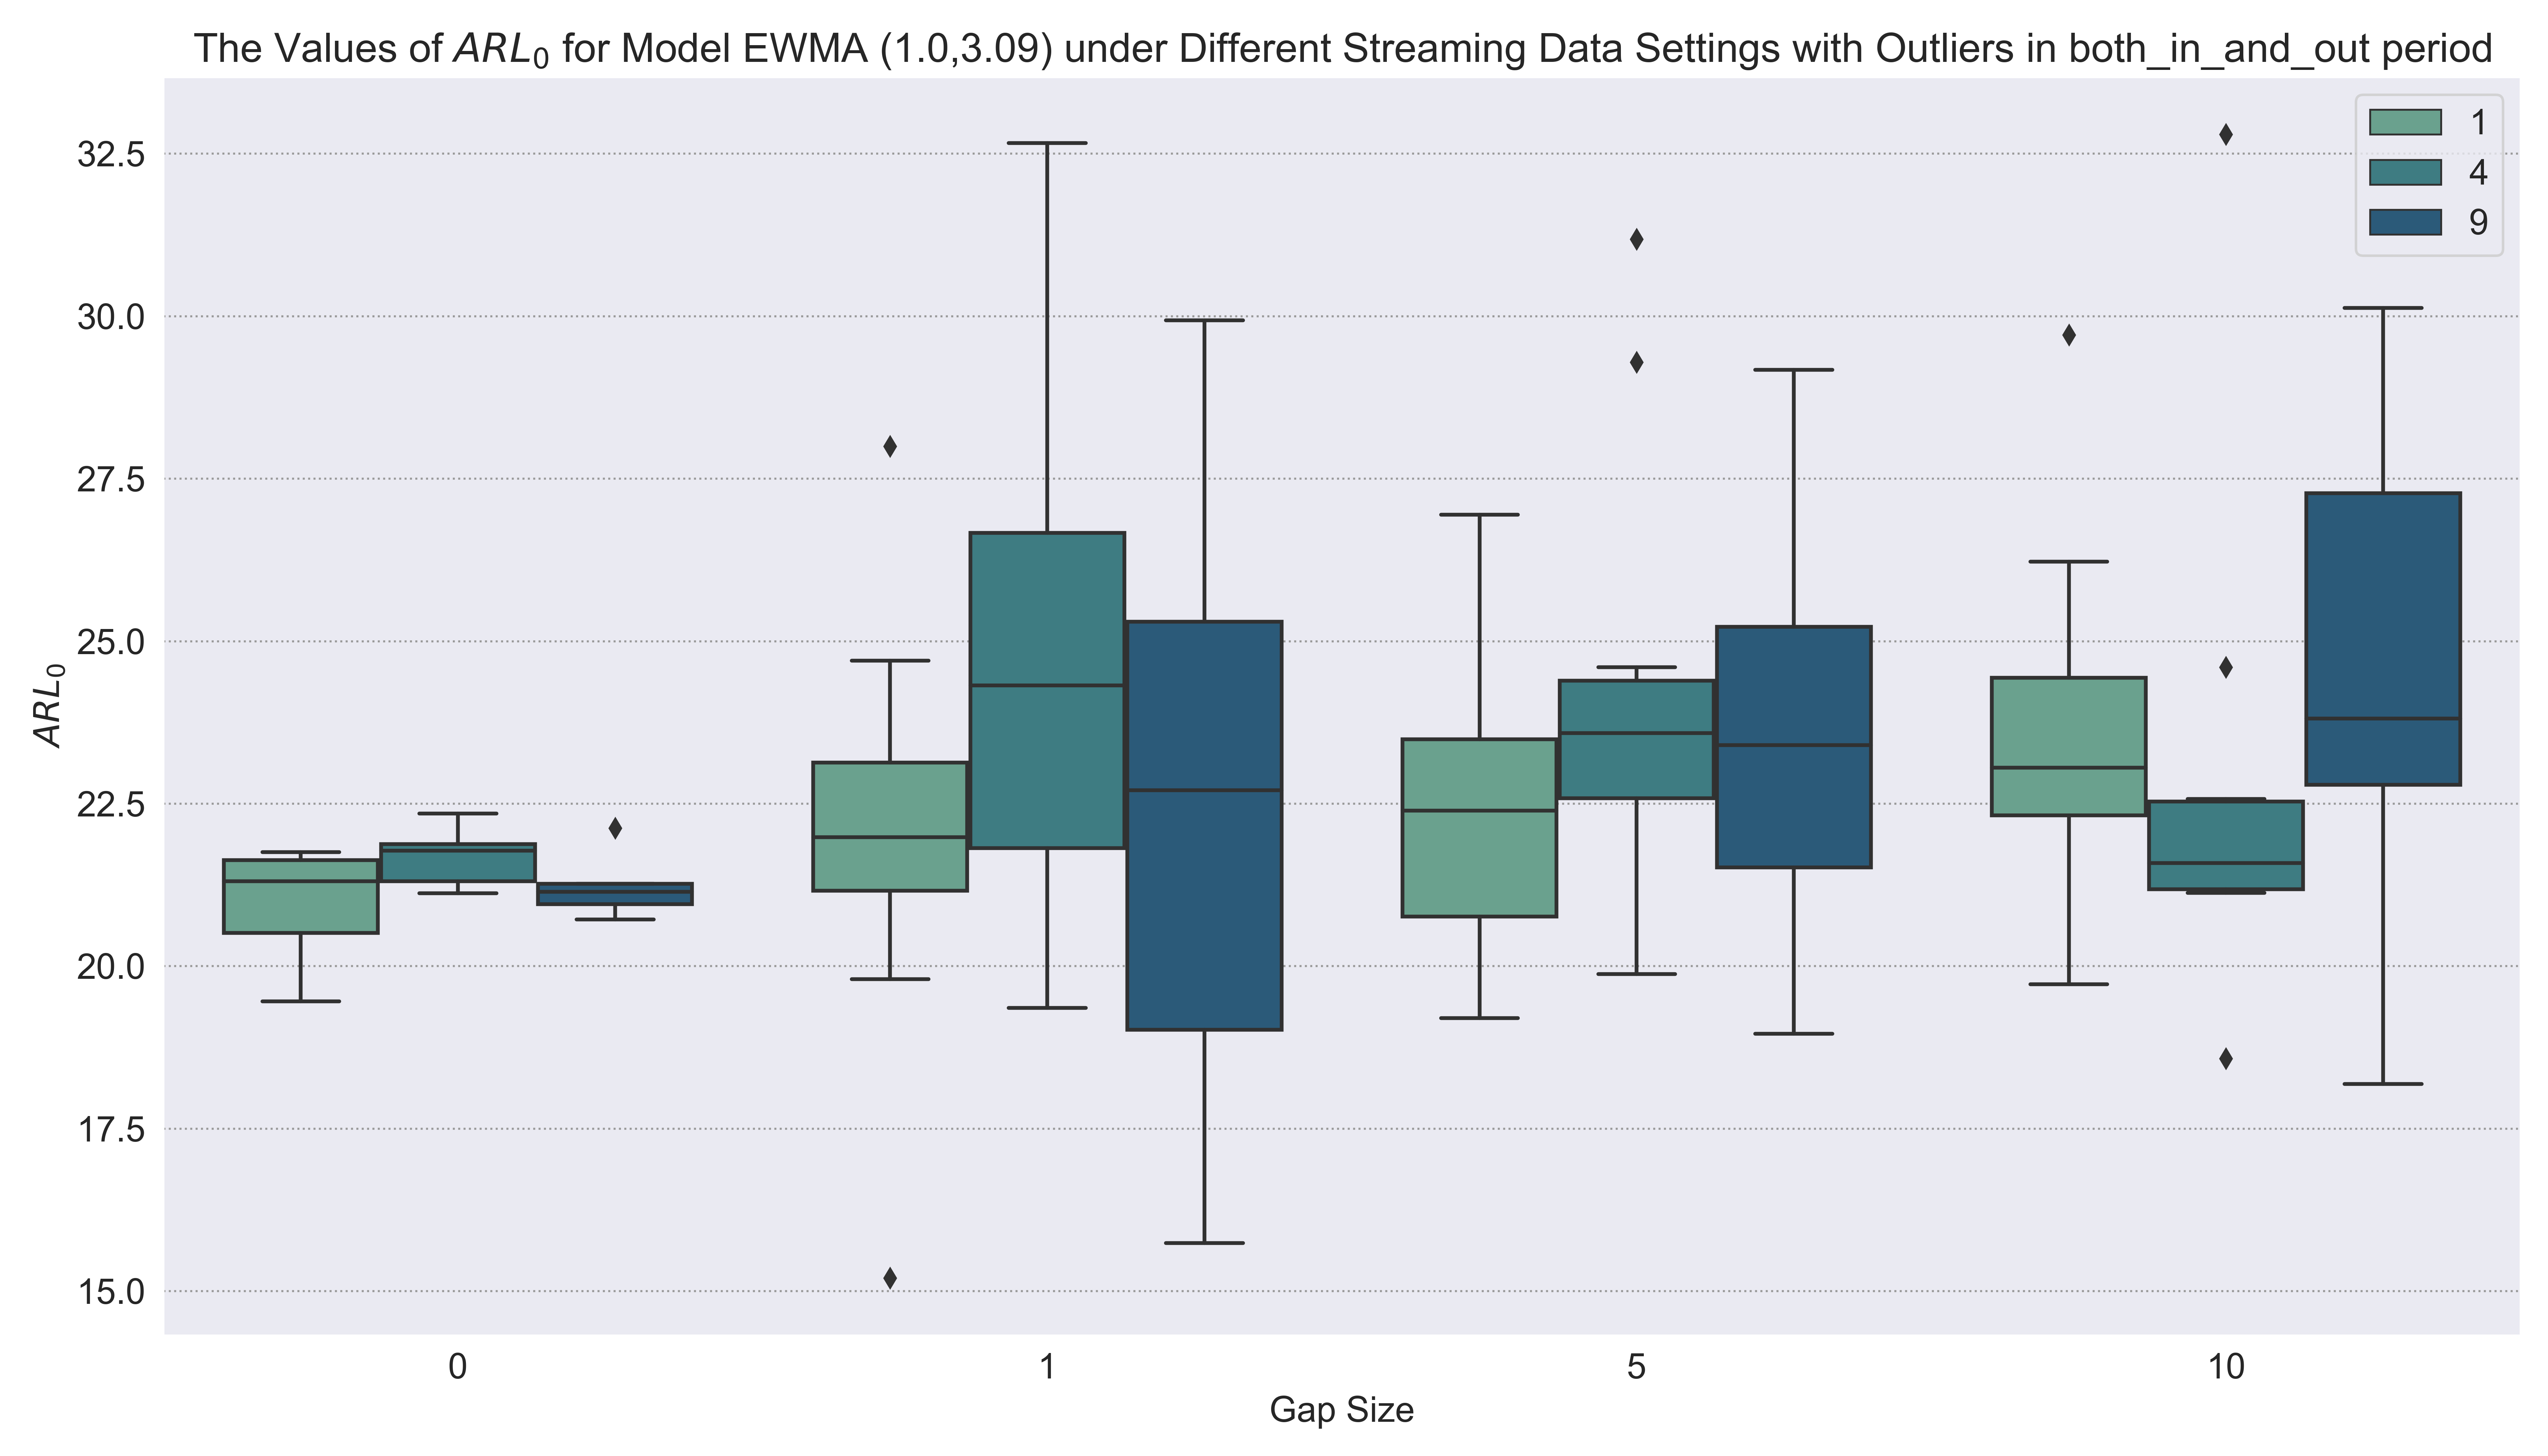 The Values of ARL₀ for Model EWMA (1.0,3.09) under Different Streaming Data Settings with Outliers in both_in_and_out period
1
4
9
32.5
30.0
27.5
25.0
22.5
20.0
17.5
15.0
ARL₀
0 1 5 10
Gap Size